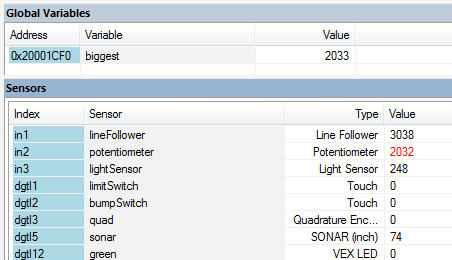 Global Variables
Address Variable Value
0x20001CF0 biggest 2033
Sensors
Index Sensor Type Value
in1 lineFollower Line Follower 3038
in2 potentiometer Potentiometer 2032
in3 lightSensor Light Sensor 248
dgtl1 limitSwitch Touch 0
dgtl2 bumpSwitch Touch 0
dgtl3 quad Quadrature Enc... 0
dgtl5 sonar SONAR (inch) 74
dgtl12 green VEX LED 0